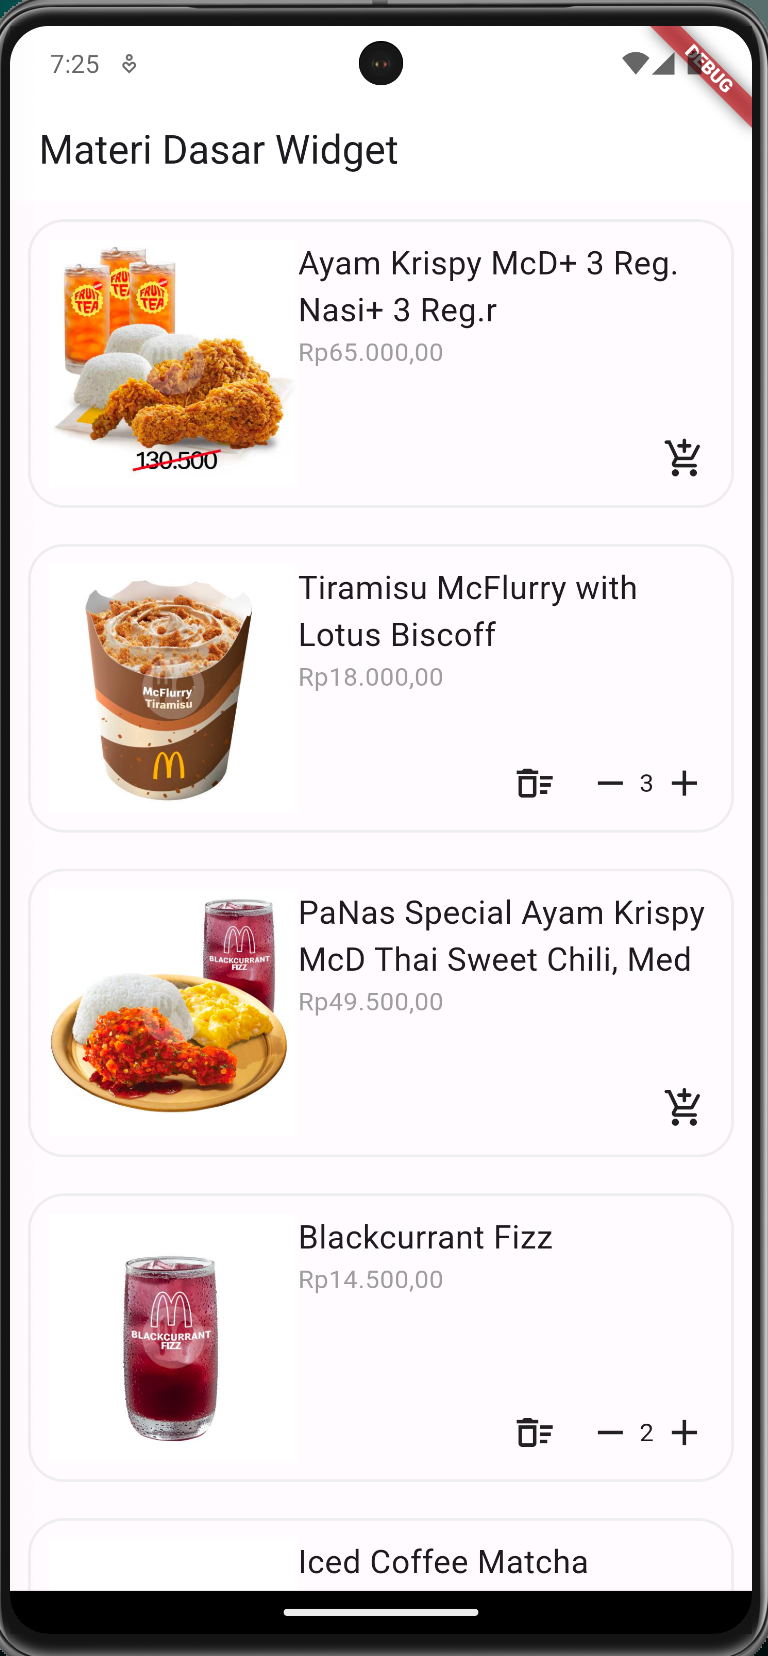 7:25
DEBUG
Materi Dasar Widget
FRUIT TEA
FRUIT TEA
Ayam Krispy McD+ 3 Reg.
Nasi+ 3 Reg.r
Rp65.000,00
130.500
Tiramisu McFlurry with
Lotus Biscoff
Rp18.000,00
McFlurry
Tiramisu
3
PaNas Special Ayam Krispy
McD Thai Sweet Chili, Med
Rp49.500,00
BLACKCURRANT
FIZZ
Blackcurrant Fizz
Rp14.500,00
BLACKCURRANT
FIZZ
2
Iced Coffee Matcha